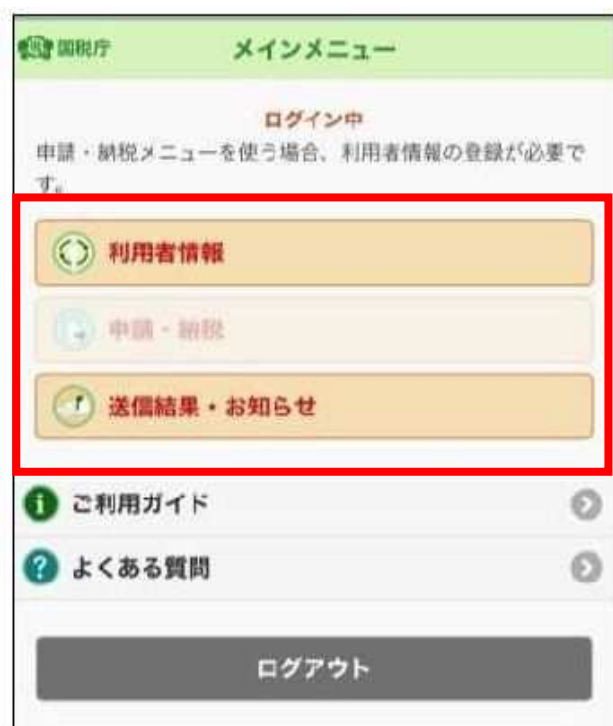 国税庁
メインメニュー
ログイン中
申請・納税メニューを使う場合、利用者情報の登録が必要で
す。
利用者情報
申請・納税
送信結果・お知らせ
ご利用ガイド
よくある質問
ログアウト